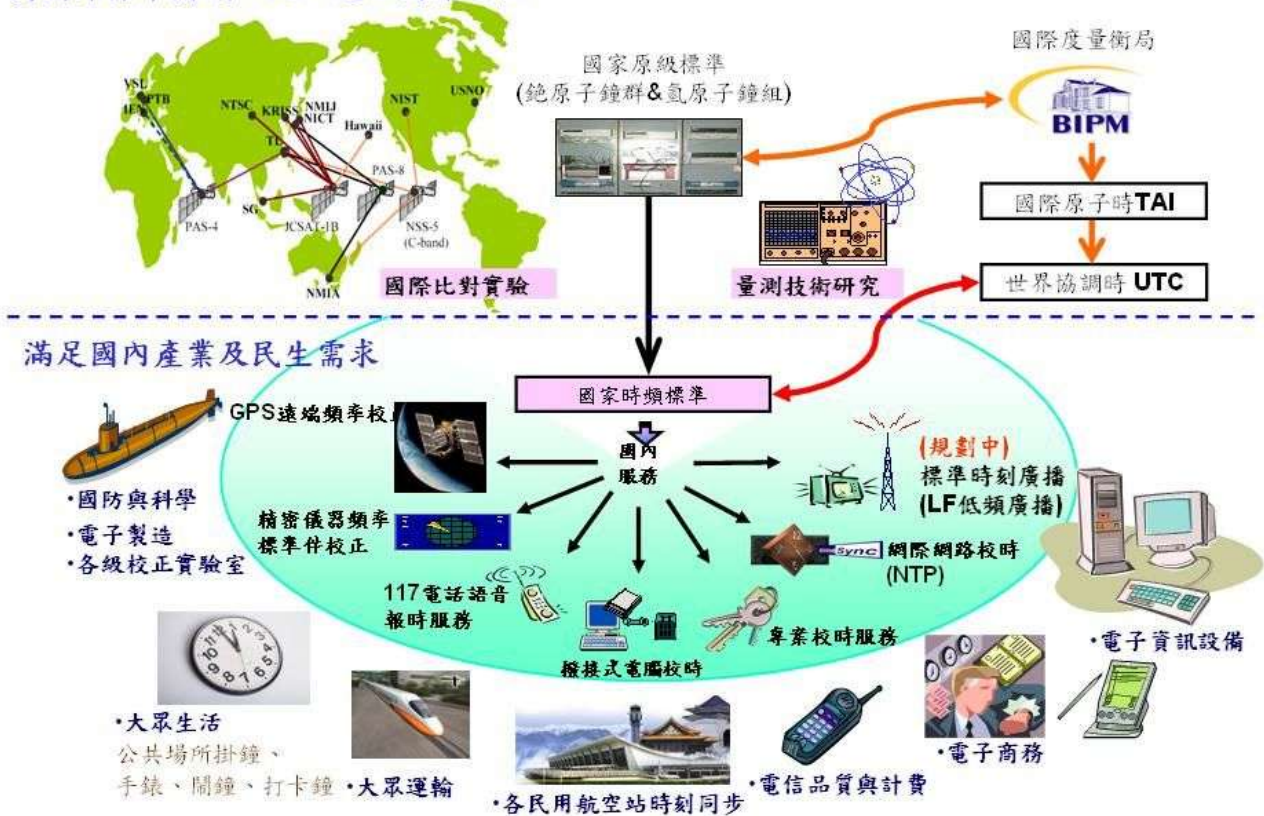 國家原級標準
(銫原子鐘群&氫原子鐘組)
國際度量衡局
BIPM
國際原子時TAI
世界協調時 UTC
VSL
PTB
IEN
NTSC
KRISS
NMIJ
NICT
TL
Hawaii
NIST
USNO
PAS-8
SG
PAS-4
JCSAT-1B
NSS-5
(C-band)
NMIA
國際比對實驗
量測技術研究
滿足國內產業及民生需求
國家時頻標準
國內
服務
GPS遠端頻率校正
精密儀器頻率
標準件校正
117電話語音
報時服務
撥接式電腦校時
專案校時服務
sync
網際網路校時
(NTP)
(規劃中)
標準時刻廣播
(LF低頻廣播)
‧國防與科學
‧電子製造
‧各級校正實驗室
‧大眾生活
公共場所掛鐘、
手錶、鬧鐘、打卡鐘
‧大眾運輸
‧各民用航空站時刻同步
‧電信品質與計費
‧電子商務
‧電子資訊設備